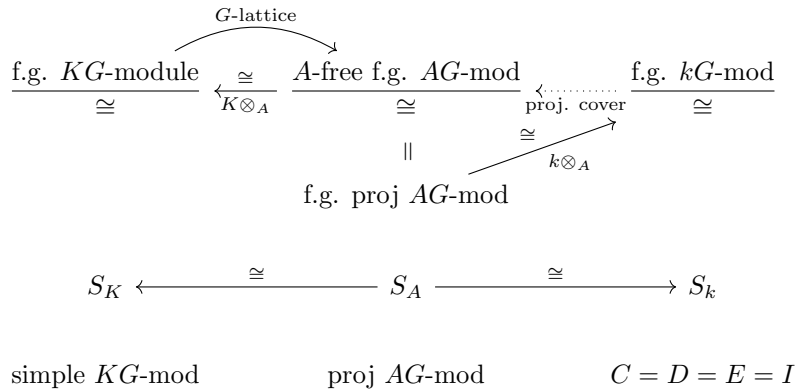 G-lattice
f.g. KG-module A-free f.g. AG-mod f.g. kG-mod
≅ K⊗_A proj. cover
≅ ≅ ≅
≅ k⊗_A
||
f.g. proj AG-mod
S_K ≅ S_A ≅ S_k
simple KG-mod proj AG-mod C = D = E = I